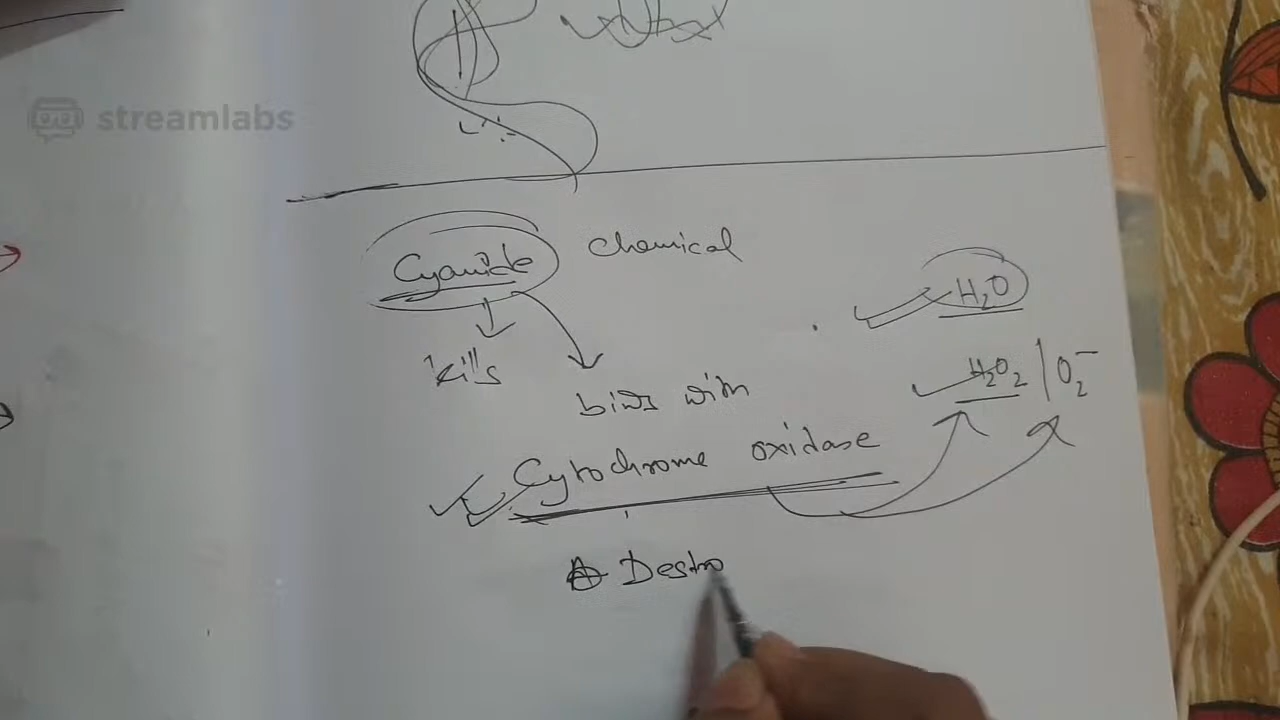 streamlabs
Cyanide chemical
H₂O
kills
H₂O₂ | O₂⁻
binds with
Cytochrome oxidase
Destro